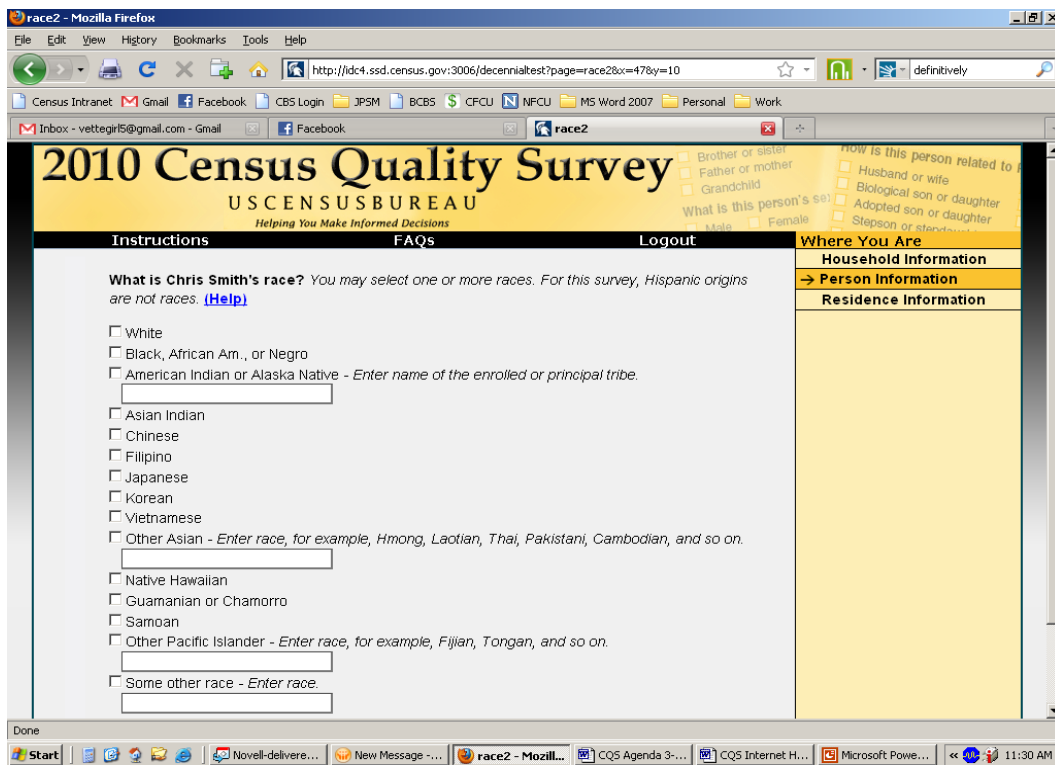 race2 - Mozilla Firefox
File Edit View History Bookmarks Tools Help
http://idc4.ssd.census.gov:3006/decennialtest?page=race2&x=47&y=10
definitively
Census Intranet Gmail Facebook CBS Login JPSM BCBS CFCU NFCU MS Word 2007 Personal Work
Inbox - vettegirl5@gmail.com - Gmail Facebook race2
2010 Census Quality Survey
USCENSUSBUREAU
Helping You Make Informed Decisions
Brother or sister
Father or mother
Grandchild
What is this person's sex
Male Female
How is this person related to
Husband or wife
Biological son or daughter
Adopted son or daughter
Stepson or
Instructions FAQs Logout
Where You Are
Household Information
→ Person Information
Residence Information
What is Chris Smith's race? You may select one or more races. For this survey, Hispanic origins
are not races. (Help)
White
Black, African Am., or Negro
American Indian or Alaska Native - Enter name of the enrolled or principal tribe.
Asian Indian
Chinese
Filipino
Japanese
Korean
Vietnamese
Other Asian - Enter race, for example, Hmong, Laotian, Thai, Pakistani, Cambodian, and so on.
Native Hawaiian
Guamanian or Chamorro
Samoan
Other Pacific Islander - Enter race, for example, Fijian, Tongan, and so on.
Some other race - Enter race.
Done
Start Novell-delivere... New Message -... race2 - Mozill... CQS Agenda 3-... CQS Internet H... Microsoft Powe... « 11:30 AM